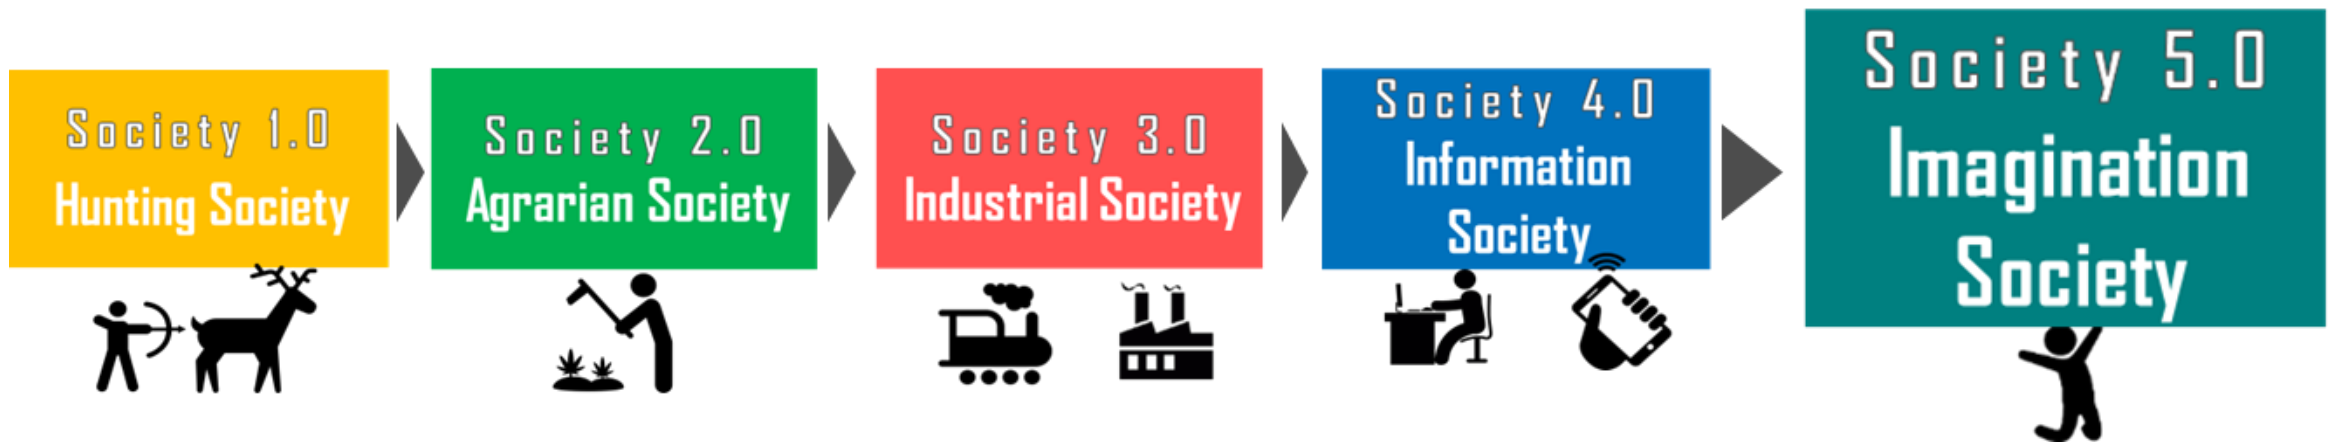 Society 1.0
Hunting Society
Society 2.0
Agrarian Society
Society 3.0
Industrial Society
Society 4.0
Information
Society
Society 5.0
Imagination
Society